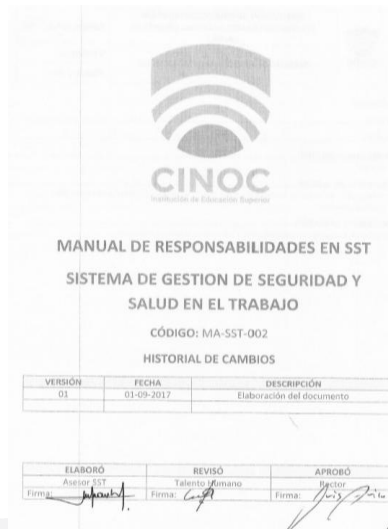 CINOC
Institución de Educación Superior
MANUAL DE RESPONSABILIDADES EN SST
SISTEMA DE GESTION DE SEGURIDAD Y
SALUD EN EL TRABAJO
CÓDIGO: MA-SST-002
HISTORIAL DE CAMBIOS
VERSIÓN FECHA DESCRIPCIÓN
01 01-09-2017 Elaboración del documento
ELABORÓ REVISÓ APROBÓ
Asesor SST Talento Humano Rector
Firma: Firma: Firma: